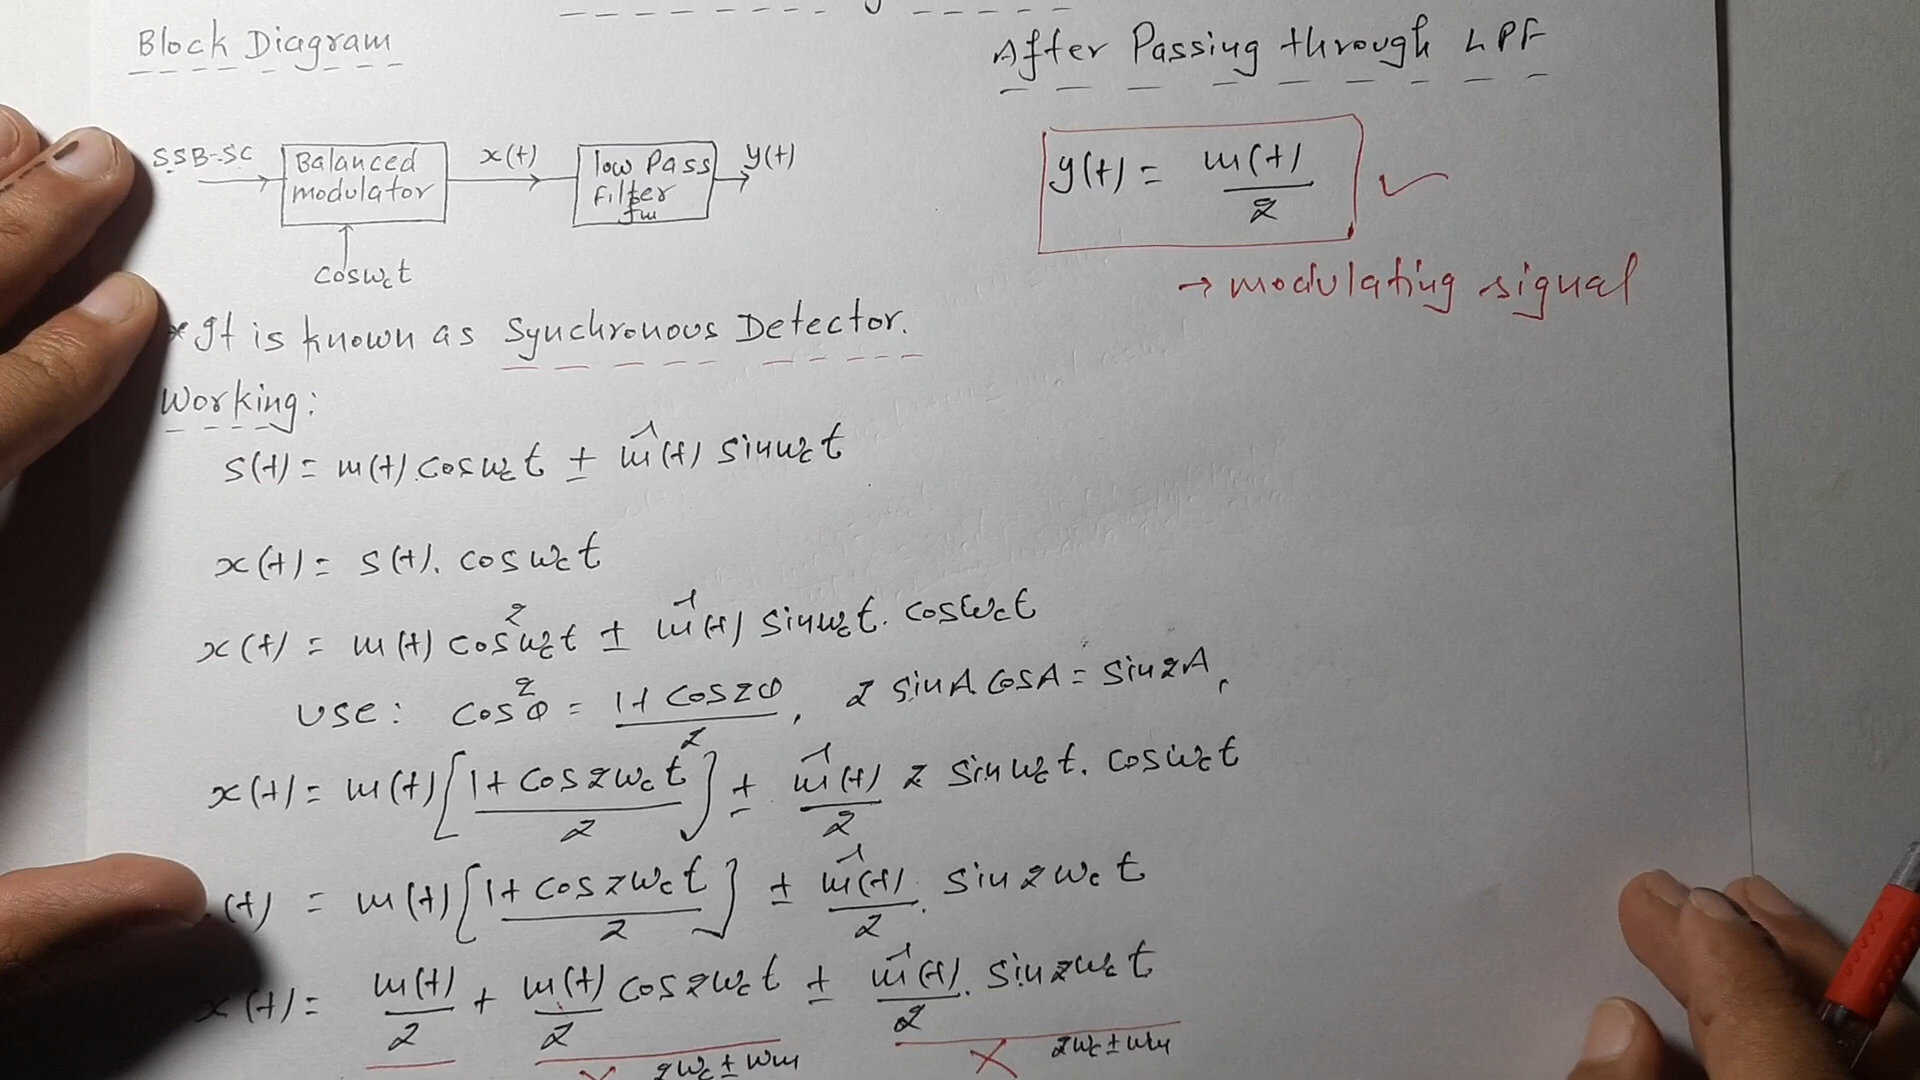 Block Diagram
SSB-SC
Balanced
modulator
x(t)
low Pass
Filter
fm
y(t)
cosωct
* It is known as Synchronous Detector.
Working:
s(t) = m(t).cosωct ± m̂(t) sinωct
x(t) = s(t). cosωct
x(t) = m(t) cos²ωct ± m̂(t) sinωct. cosωct
USE: cos²θ = (1+cos2θ)/2, 2 sinA.cosA = sin2A,
x(t) = m(t)[(1+cos2ωct)/2] ± m̂(t)/2 2 sinωct. cosωct
(t) = m(t)[(1+cos2ωct)/2] ± m̂(t)/2. sin2ωct
x(t) = m(t)/2 + m(t)/2 cos2ωct ± m̂(t)/2. sin2ωct
2ωc±ωm
2ωc±ωm
After Passing through LPF
y(t) = m(t)/2 ✓
→ modulating signal